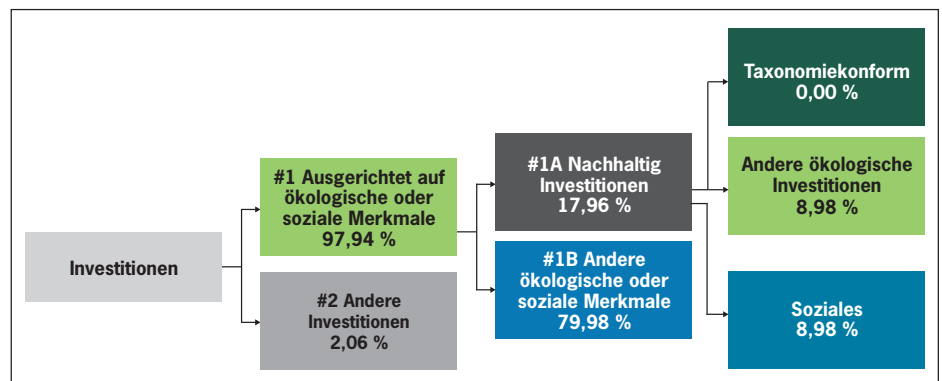 Investitionen
#1 Ausgerichtet auf
ökologische oder
soziale Merkmale
97,94 %
#2 Andere
Investitionen
2,06 %
#1A Nachhaltig
Investitionen
17,96 %
#1B Andere
ökologische oder
soziale Merkmale
79,98 %
Taxonomiekonform
0,00 %
Andere ökologische
Investitionen
8,98 %
Soziales
8,98 %